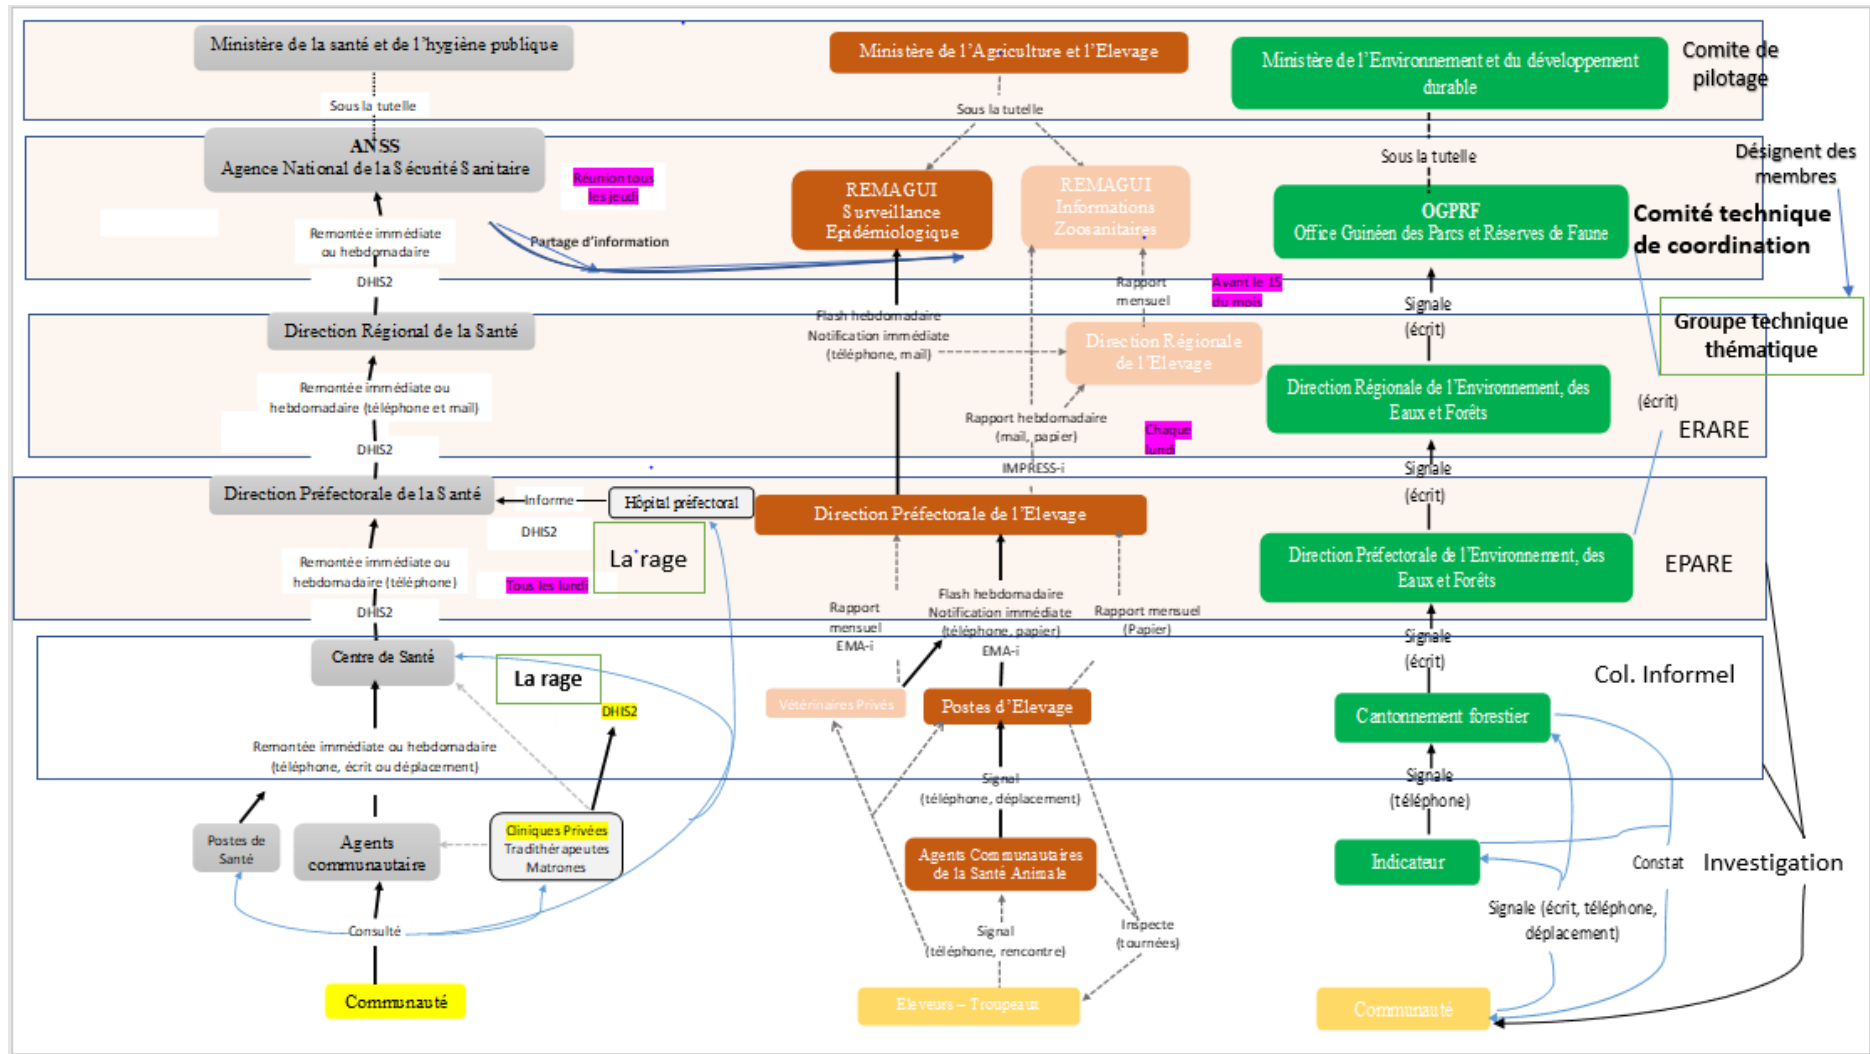 Ministère de la santé et de l'hygiène publique
Ministère de l'Agriculture et l'Elevage
Ministère de l'Environnement et du développement
durable
Comite de
pilotage
Sous la tutelle
Sous la tutelle
ANSS
Agence National de la Sécurité Sanitaire
Réunion tous
les jeudi
Sous la tutelle
Désignent des
membres
REMAGUI
Surveillance
Epidémiologique
REMAGUI
Informations
Zoosanitaires
OGPRF
Office Guinéen des Parcs et Réserves de Faune
Comité technique
de coordination
Remontée immédiate
ou hebdomadaire
Partage d'information
DHIS2
Rapport
mensuel
Avant le 15
du mois
Signale
(écrit)
Direction Régional de la Santé
Flash hebdomadaire
Notification immédiate
(téléphone, mail)
Direction Régionale
de l'Elevage
Groupe technique
thématique
Remontée immédiate ou
hebdomadaire (téléphone et mail)
Direction Régionale de l'Environnement, des
Eaux et Forêts
(écrit)
Rapport hebdomadaire
(mail, papier)
Chaque
lundi
ERARE
DHIS2
IMPRESS-i
Signale
(écrit)
Direction Préfectorale de la Santé
Informe
Hôpital préfectoral
Direction Préfectorale de l'Elevage
DHIS2
La rage
Direction Préfectorale de l'Environnement, des
Eaux et Forêts
EPARE
Remontée immédiate ou
hebdomadaire (téléphone)
Tous les lundi
DHIS2
Rapport
mensuel
EMA-i
Flash hebdomadaire
Notification immédiate
(téléphone, papier)
EMA-i
Rapport mensuel
(Papier)
Signale
(écrit)
Centre de Santé
La rage
Col. Informel
DHIS2
Vétérinaires Privés
Postes d'Elevage
Cantonnement forestier
Remontée immédiate ou hebdomadaire
(téléphone, écrit ou déplacement)
Signal
(téléphone, déplacement)
Signale
(téléphone)
Postes de
Santé
Agents
communautaire
Cliniques Privées
Tradithérapeutes
Matrones
Agents Communautaires
de la Santé Animale
Indicateur
Constat
Investigation
Consulté
Signal
(téléphone, rencontre)
Inspecte
(tournées)
Signale (écrit, téléphone,
déplacement)
Communauté
Eleveurs – Troupeaux
Communauté